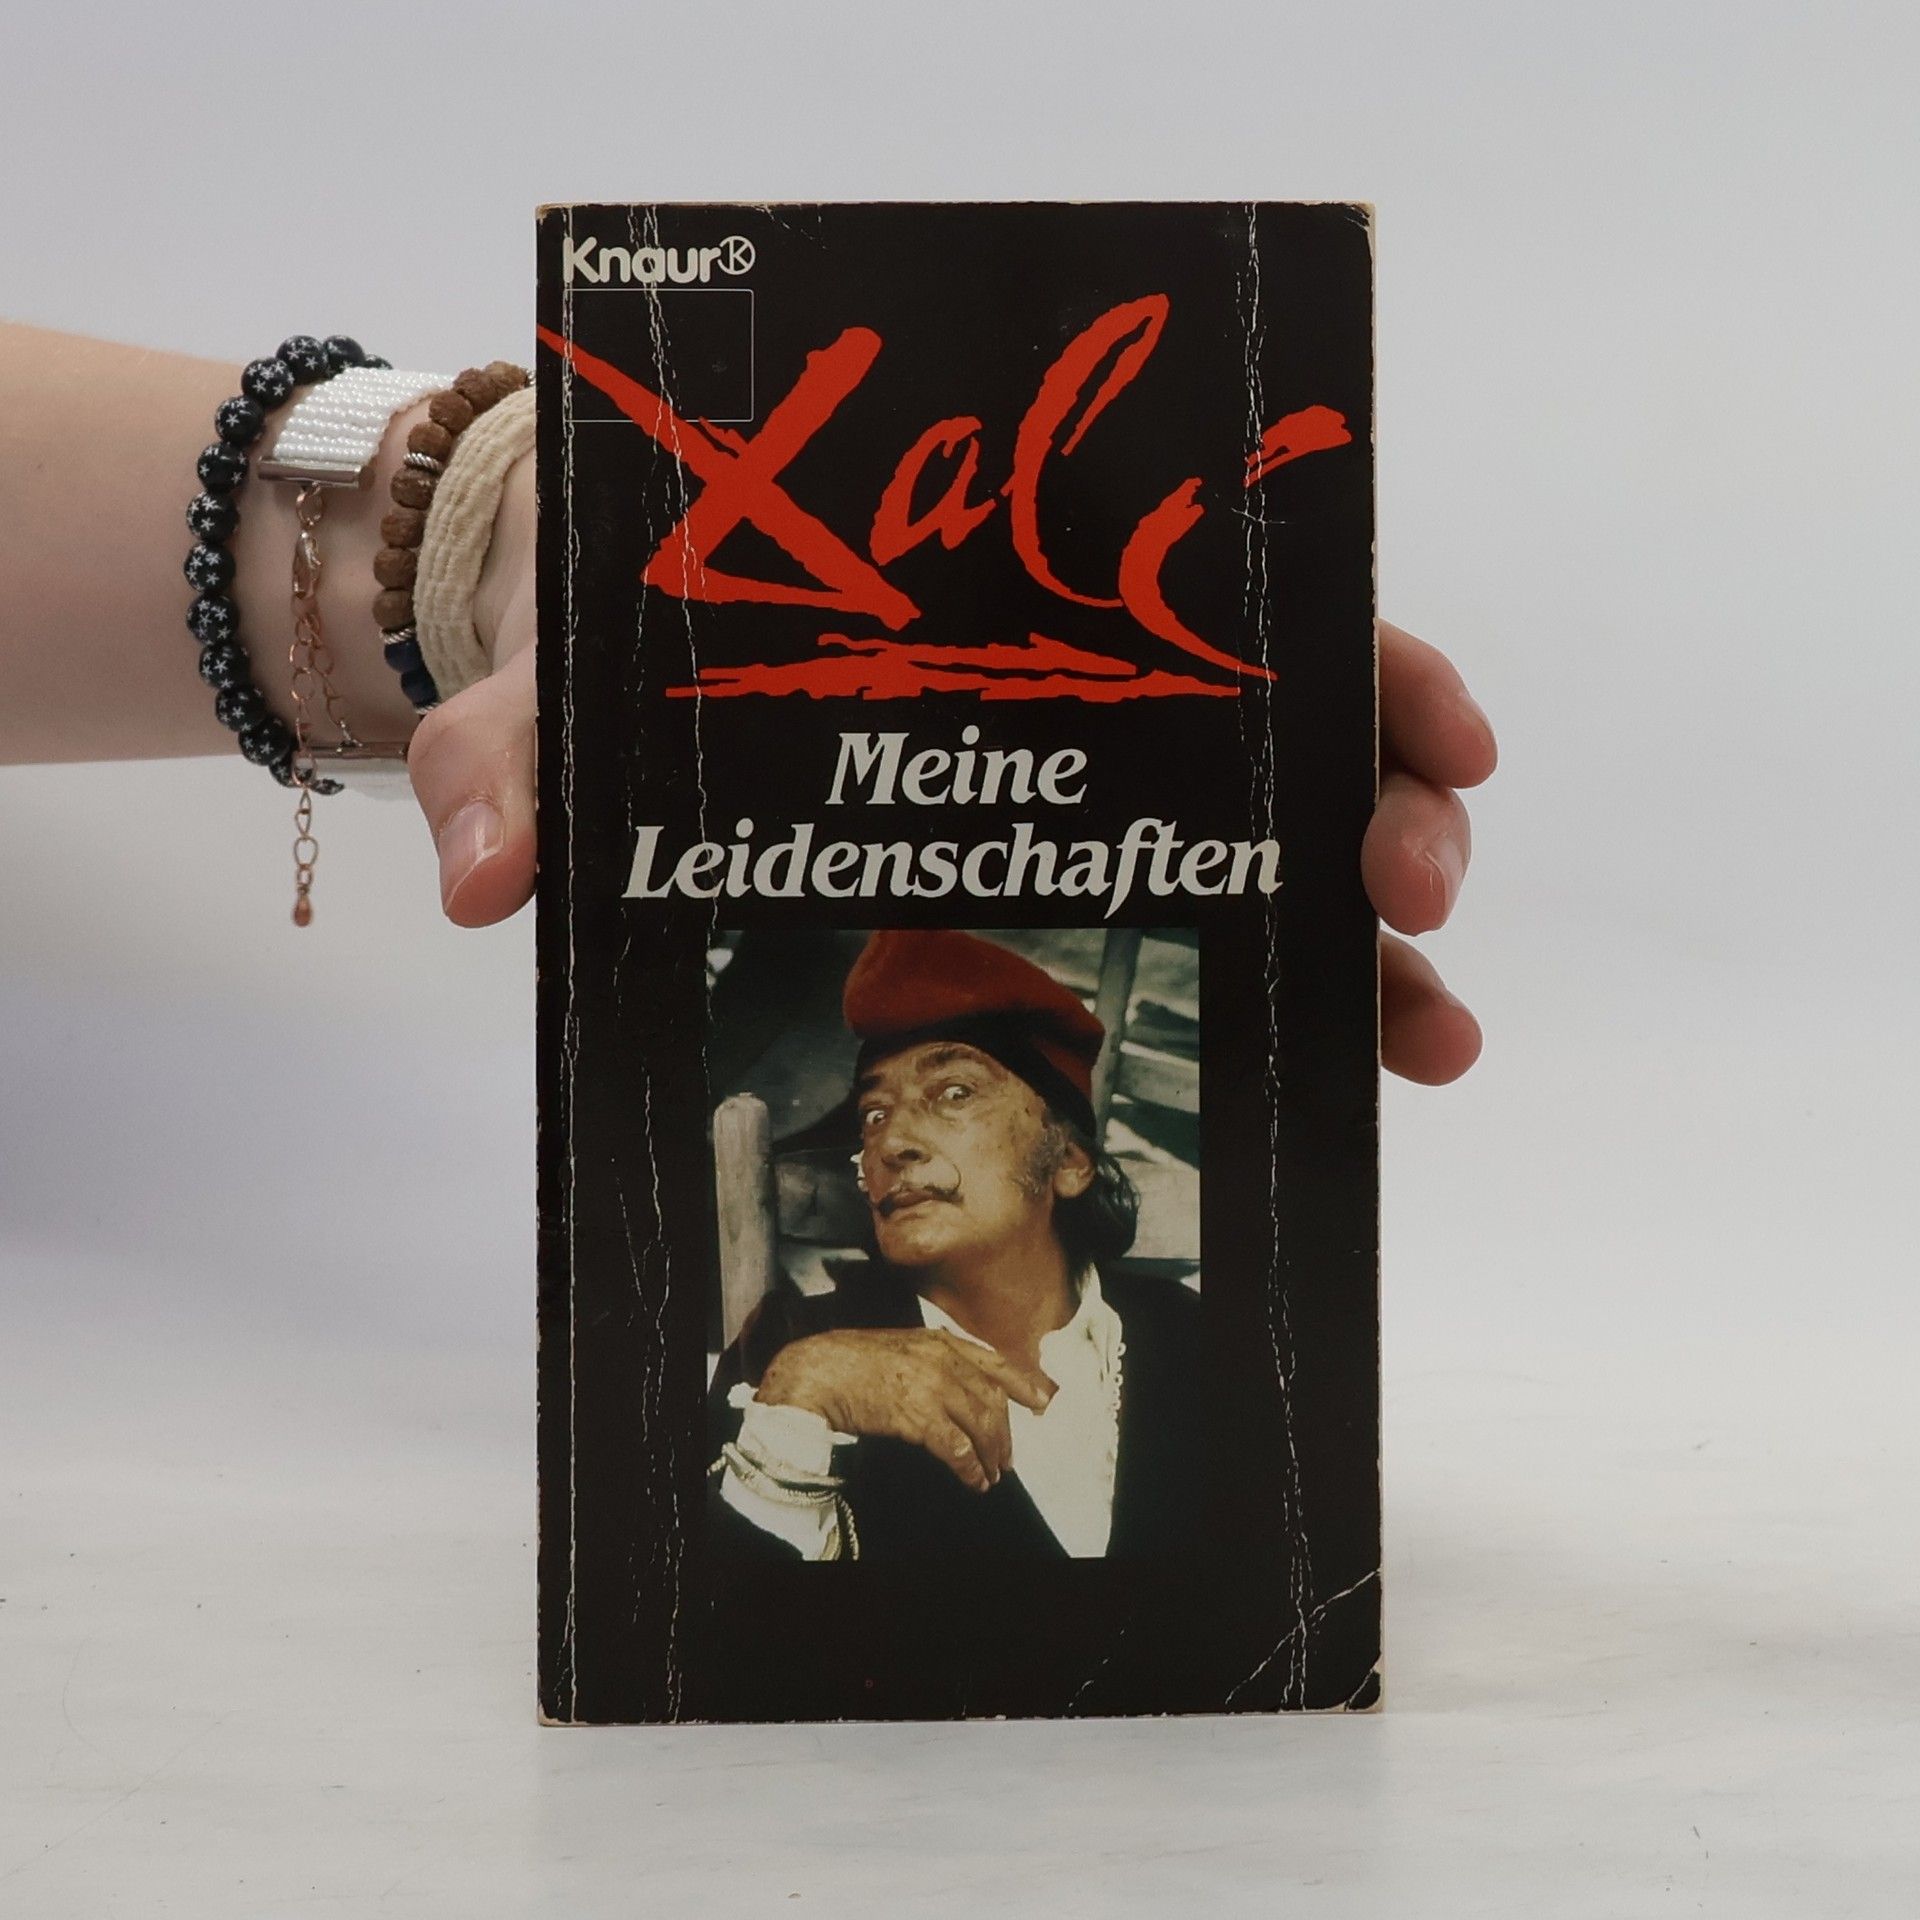 Knaur
Dalí
Meine
Leidenschaften